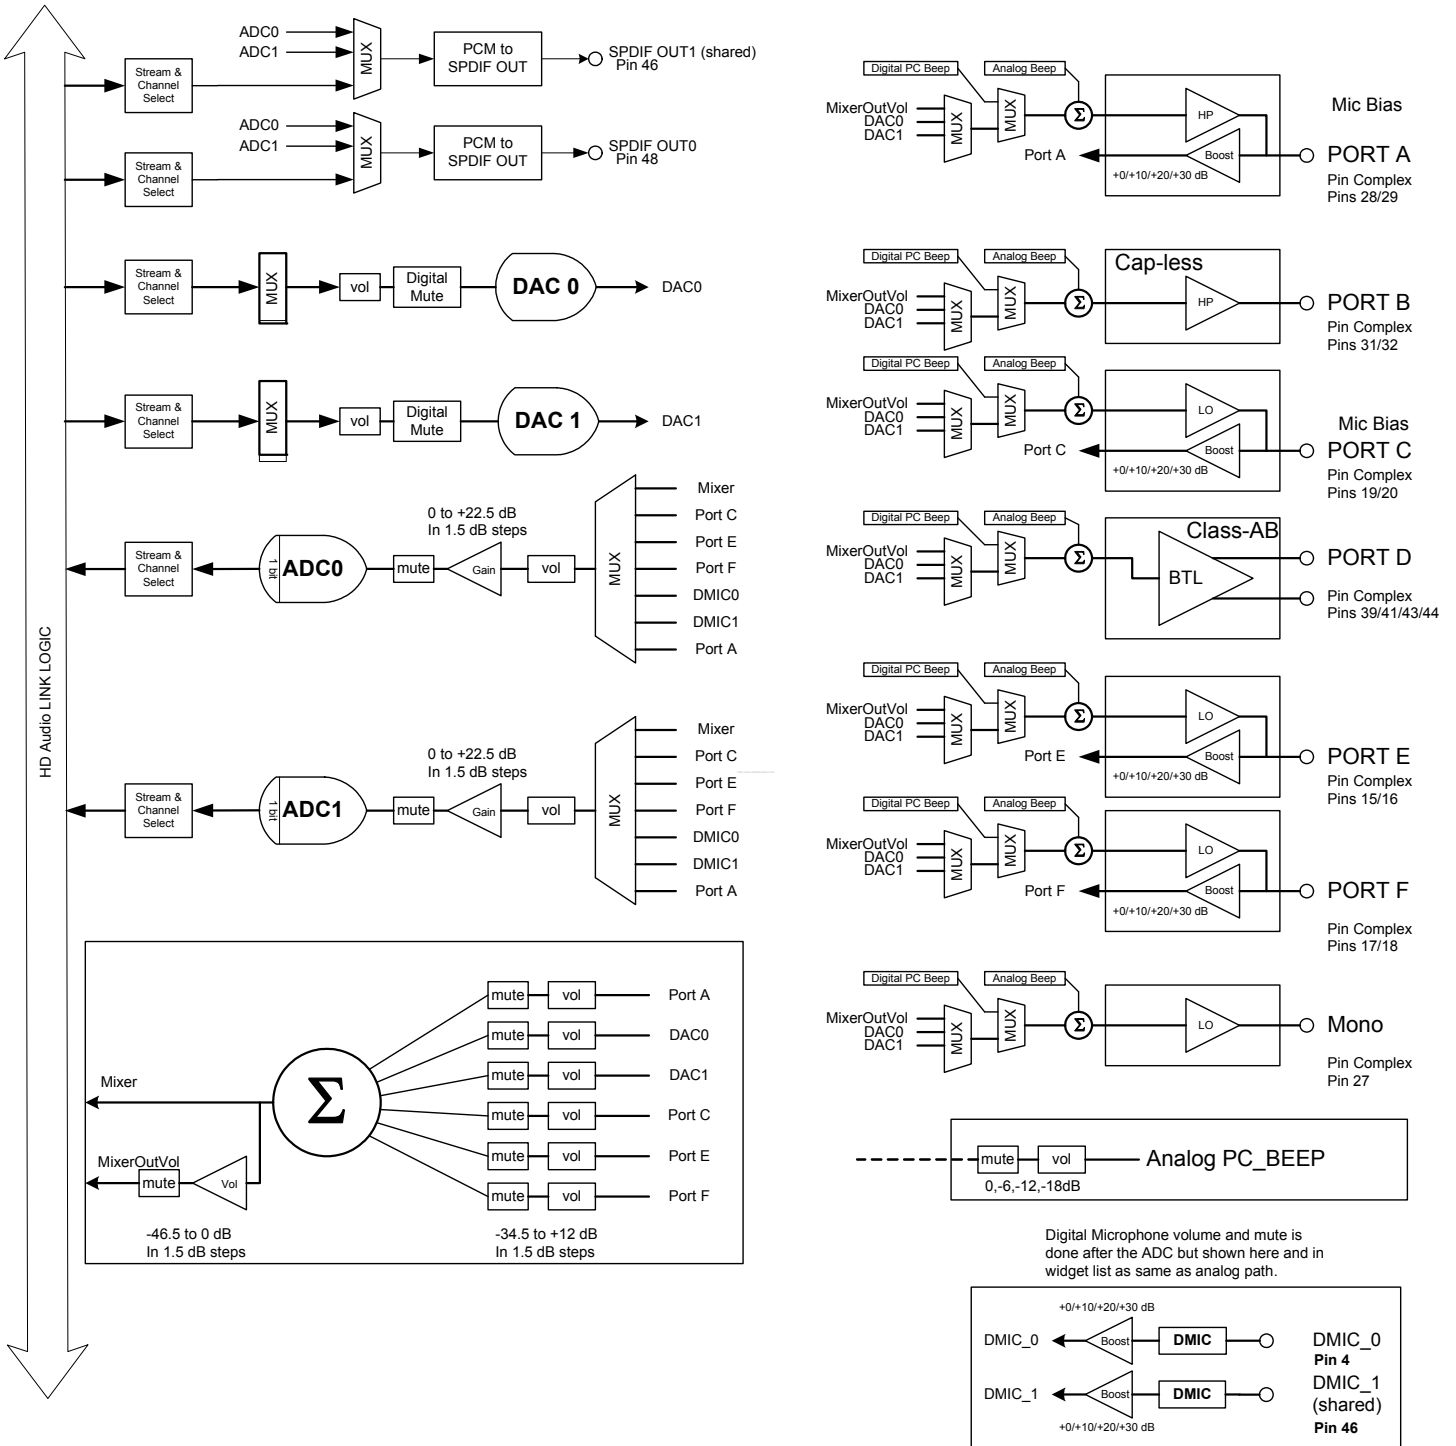 HD Audio LINK LOGIC
ADC0
ADC1
Stream &
Channel
Select
MUX
PCM to
SPDIF OUT
SPDIF OUT1 (shared)
Pin 46
ADC0
ADC1
Stream &
Channel
Select
MUX
PCM to
SPDIF OUT
SPDIF OUT0
Pin 48
Stream &
Channel
Select
MUX
vol
Digital
Mute
DAC 0
DAC0
Stream &
Channel
Select
MUX
vol
Digital
Mute
DAC 1
DAC1
Stream &
Channel
Select
1 bit
ADC0
mute
0 to +22.5 dB
In 1.5 dB steps
Gain
vol
MUX
Mixer
Port C
Port E
Port F
DMIC0
DMIC1
Port A
Stream &
Channel
Select
1 bit
ADC1
mute
0 to +22.5 dB
In 1.5 dB steps
Gain
vol
MUX
Mixer
Port C
Port E
Port F
DMIC0
DMIC1
Port A
Mixer
MixerOutVol
mute
Vol
-46.5 to 0 dB
In 1.5 dB steps
Σ
mute
vol
Port A
mute
vol
DAC0
mute
vol
DAC1
mute
vol
Port C
mute
vol
Port E
mute
vol
Port F
-34.5 to +12 dB
In 1.5 dB steps
Digital PC Beep
Analog Beep
MixerOutVol
DAC0
DAC1
MUX
MUX
Σ
HP
Port A
Boost
+0/+10/+20/+30 dB
Mic Bias
PORT A
Pin Complex
Pins 28/29
Digital PC Beep
Analog Beep
MixerOutVol
DAC0
DAC1
MUX
MUX
Σ
Cap-less
HP
PORT B
Pin Complex
Pins 31/32
Digital PC Beep
Analog Beep
MixerOutVol
DAC0
DAC1
MUX
MUX
Σ
LO
Port C
Boost
+0/+10/+20/+30 dB
Mic Bias
PORT C
Pin Complex
Pins 19/20
Digital PC Beep
Analog Beep
MixerOutVol
DAC0
DAC1
MUX
MUX
Σ
Class-AB
BTL
PORT D
Pin Complex
Pins 39/41/43/44
Digital PC Beep
Analog Beep
MixerOutVol
DAC0
DAC1
MUX
MUX
Σ
LO
Port E
Boost
+0/+10/+20/+30 dB
PORT E
Pin Complex
Pins 15/16
Digital PC Beep
Analog Beep
MixerOutVol
DAC0
DAC1
MUX
MUX
Σ
LO
Port F
Boost
+0/+10/+20/+30 dB
PORT F
Pin Complex
Pins 17/18
Digital PC Beep
Analog Beep
MixerOutVol
DAC0
DAC1
MUX
MUX
Σ
LO
Mono
Pin Complex
Pin 27
mute
vol
Analog PC_BEEP
0,-6,-12,-18dB
Digital Microphone volume and mute is
done after the ADC but shown here and in
widget list as same as analog path.
+0/+10/+20/+30 dB
DMIC_0
Boost
DMIC
DMIC_0
Pin 4
DMIC_1
Boost
DMIC
DMIC_1
(shared)
Pin 46
+0/+10/+20/+30 dB